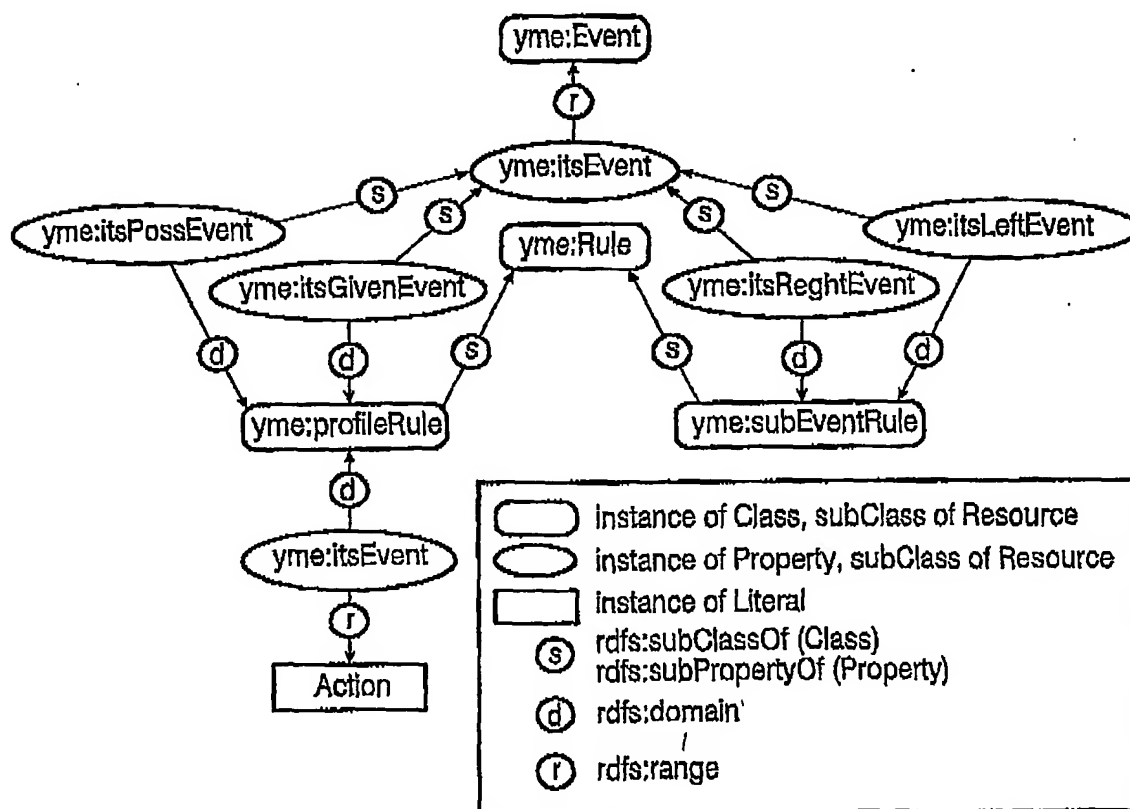 yme:Event
r
yme:itsEvent
s
s
s
s
yme:itsPossEvent
yme:itsLeftEvent
yme:Rule
yme:itsGivenEvent
yme:itsReghtEvent
d
d
s
s
d
d
yme:profileRule
yme:subEventRule
d
yme:itsEvent
r
Action
instance of Class, subClass of Resource
instance of Property, subClass of Resource
instance of Literal
s
rdfs:subClassOf (Class)
rdfs:subPropertyOf (Property)
d rdfs:domain
r rdfs:range